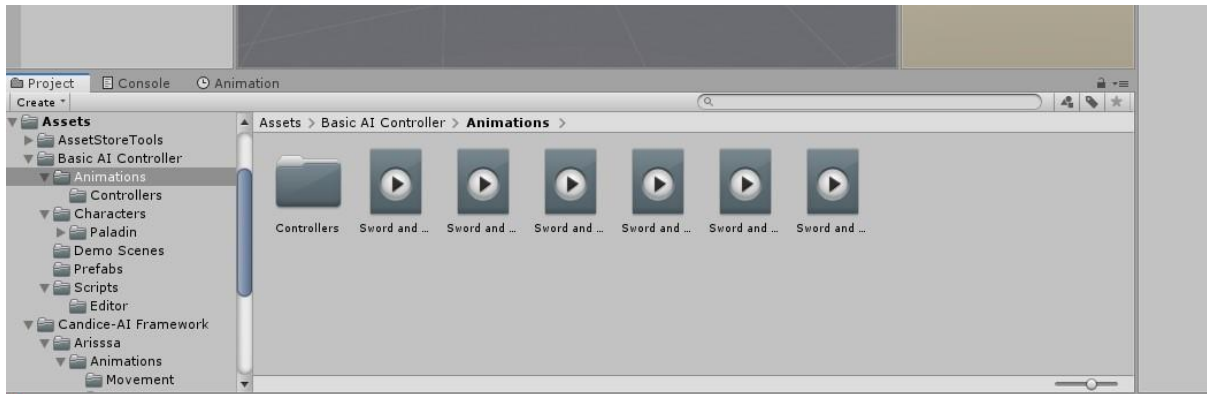 Project Console Animation
Create
Assets
AssetStoreTools
Basic AI Controller
Animations
Controllers
Characters
Paladin
Demo Scenes
Prefabs
Scripts
Editor
Candice-AI Framework
Arisssa
Animations
Movement
Assets > Basic AI Controller > Animations >
Controllers Sword and ... Sword and ... Sword and ... Sword and ... Sword and ... Sword and ...